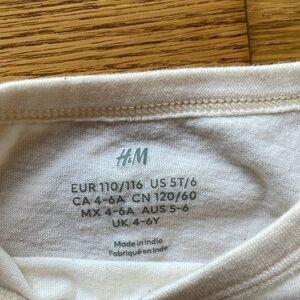 H&M
EUR 110/116 US 5T/6
CA 4-6A CN 120/60
MX 4-6A AUS 5-6
UK 4-6Y
Made in India
Fabriqué en Inde